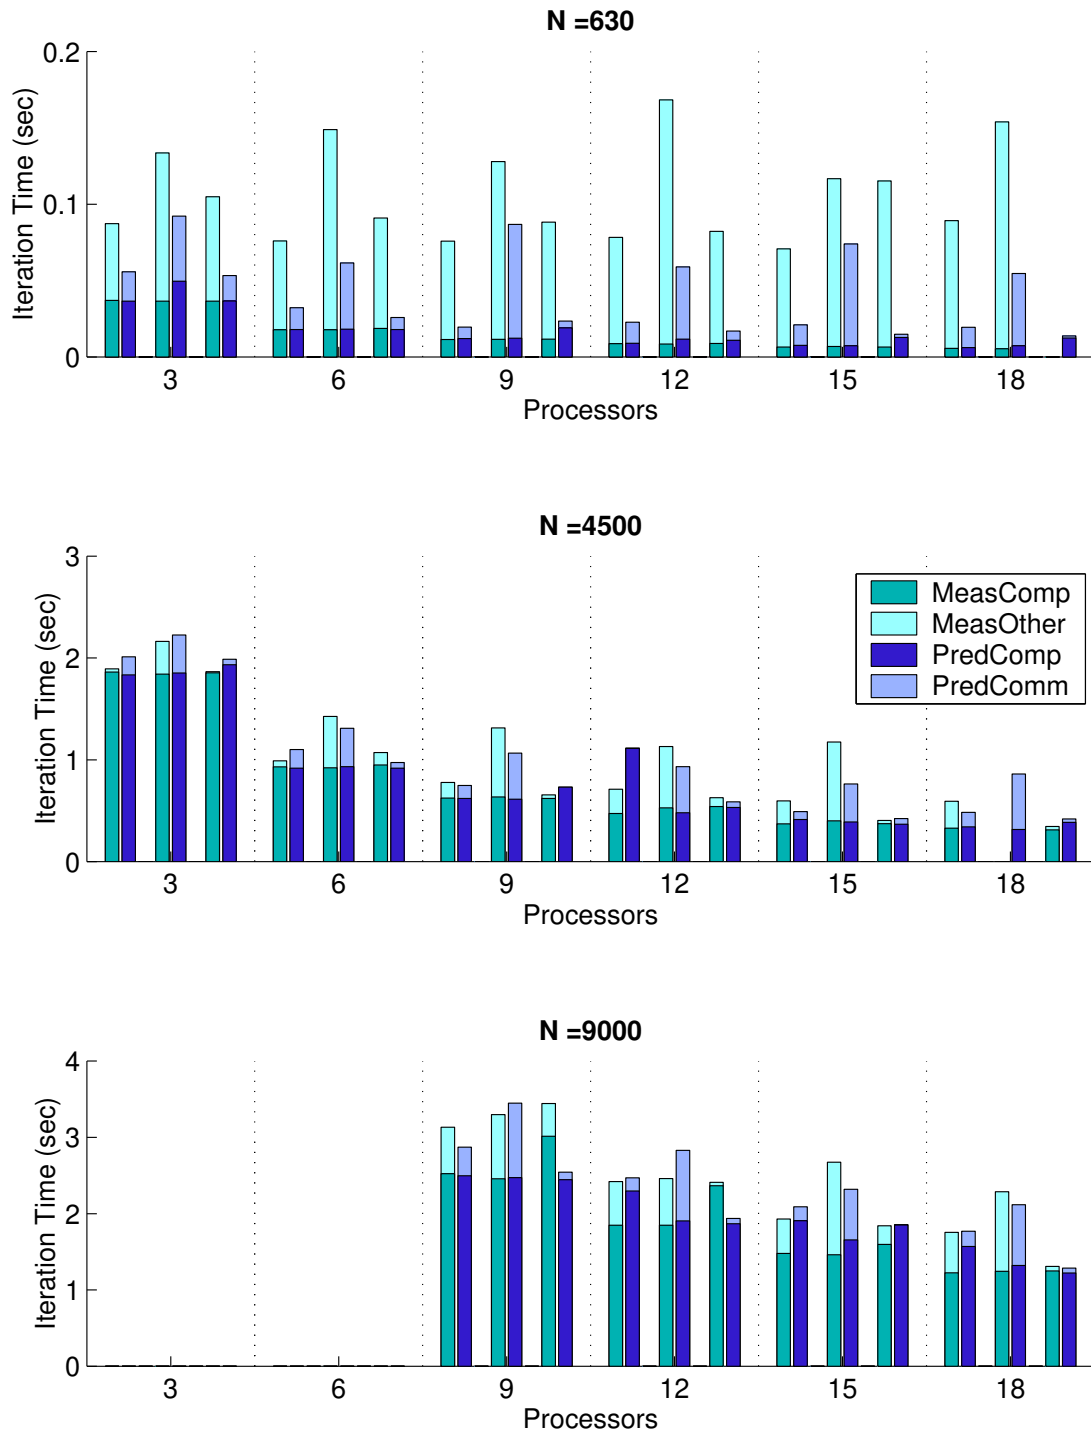 N =630
0.2
0.1
0
Iteration Time (sec)
3 6 9 12 15 18
Processors
N =4500
3
2
1
0
Iteration Time (sec)
MeasComp
MeasOther
PredComp
PredComm
3 6 9 12 15 18
Processors
N =9000
4
3
2
1
0
Iteration Time (sec)
3 6 9 12 15 18
Processors